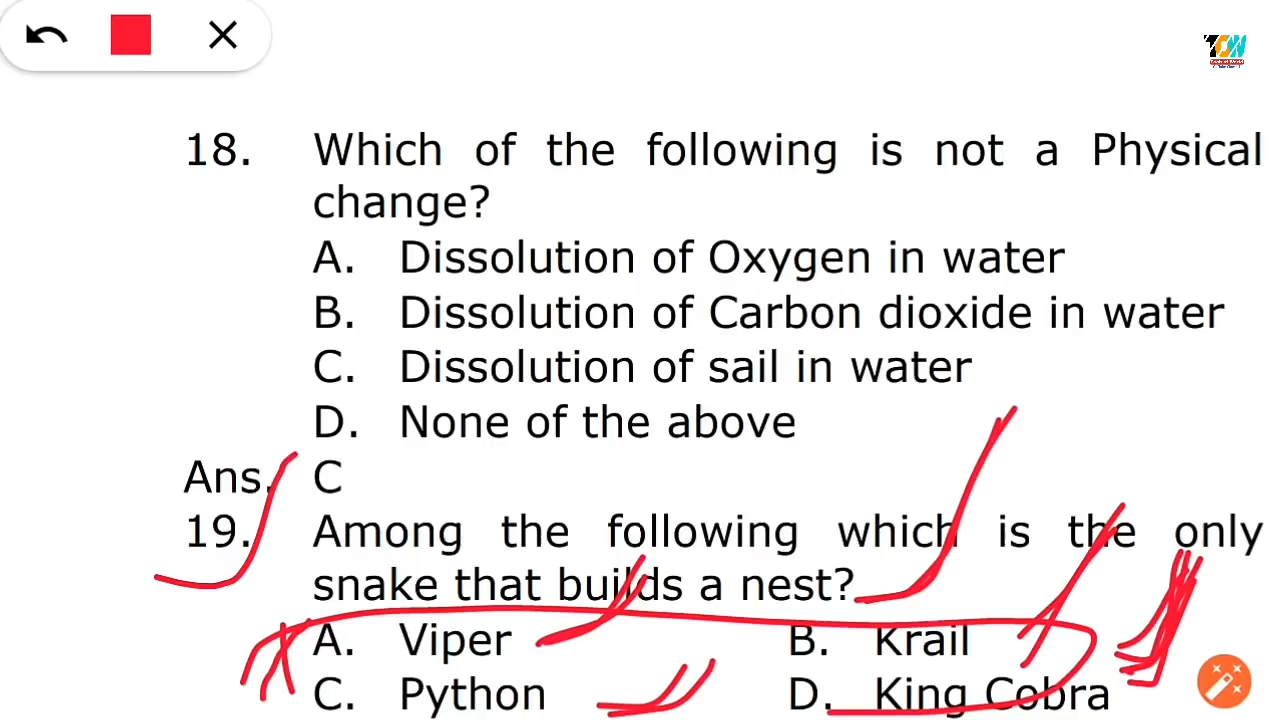 TOW
18. Which of the following is not a Physical
change?
A. Dissolution of Oxygen in water
B. Dissolution of Carbon dioxide in water
C. Dissolution of sail in water
D. None of the above
Ans. C
19. Among the following which is the only
snake that builds a nest?
A. Viper B. Krail
C. Python D. King Cobra